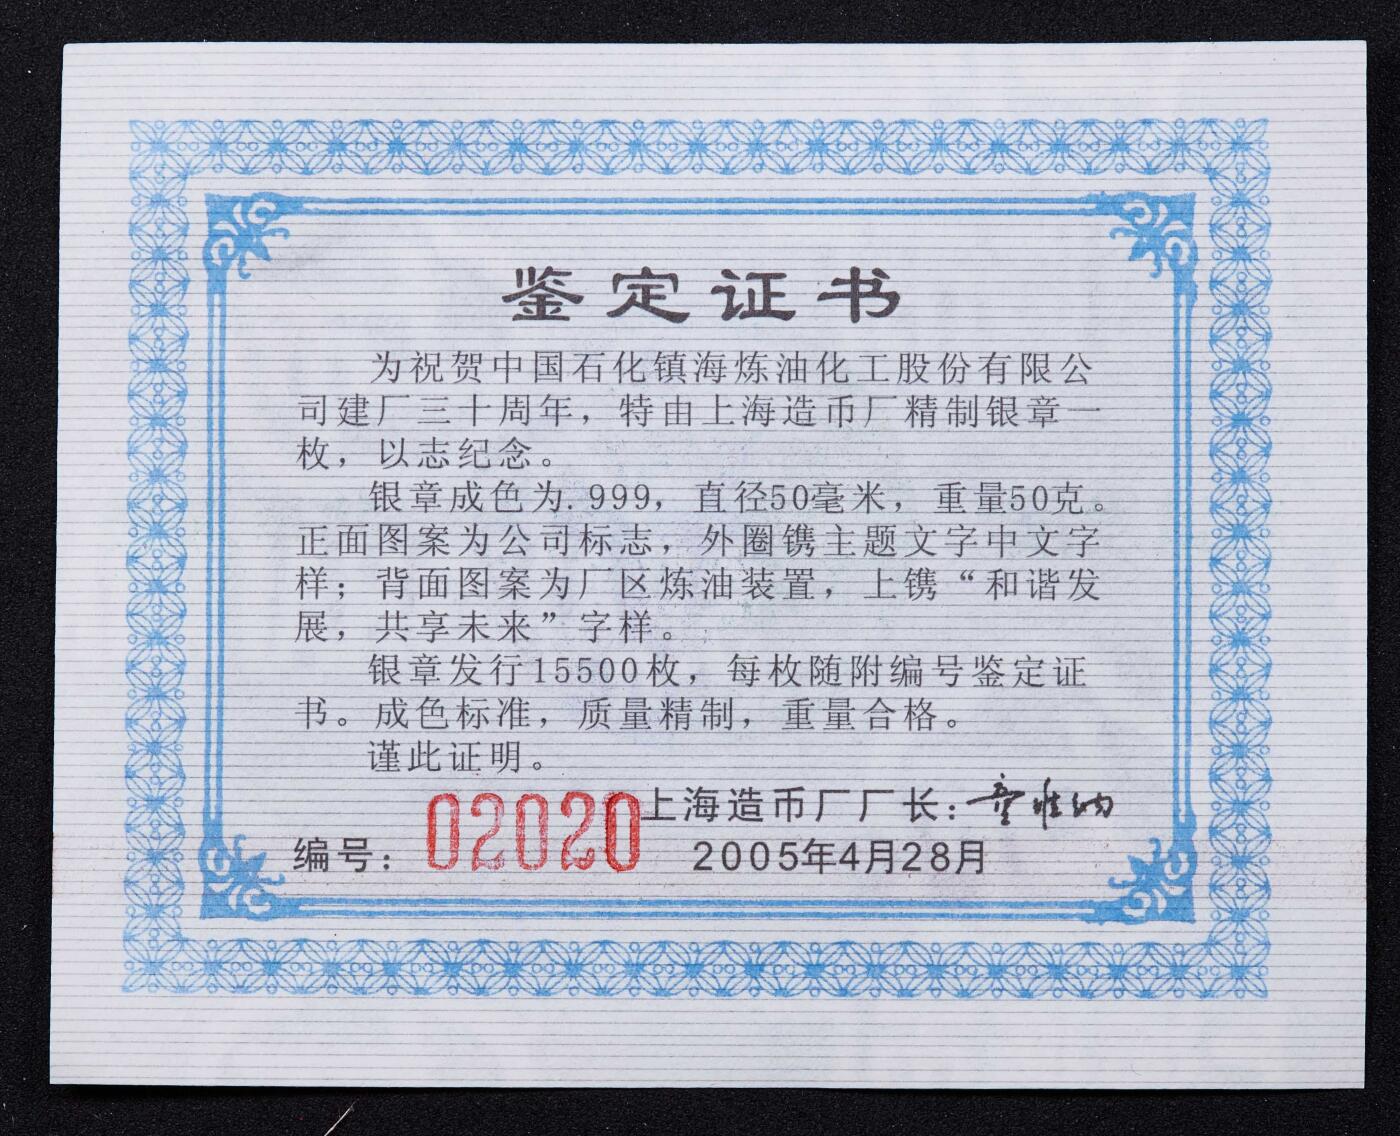 鉴定证书
为祝贺中国石化镇海炼油化工股份有限公
司建厂三十周年，特由上海造币厂精制银章一
枚，以志纪念。
银章成色为.999，直径50毫米，重量50克。
正面图案为公司标志，外圈镌主题文字中文字
样；背面图案为厂区炼油装置，上镌“和谐发
展，共享未来”字样。
银章发行15500枚，每枚随附编号鉴定证
书。成色标准，质量精制，重量合格。
谨此证明。
上海造币厂厂长：
编号：02020 2005年4月28月